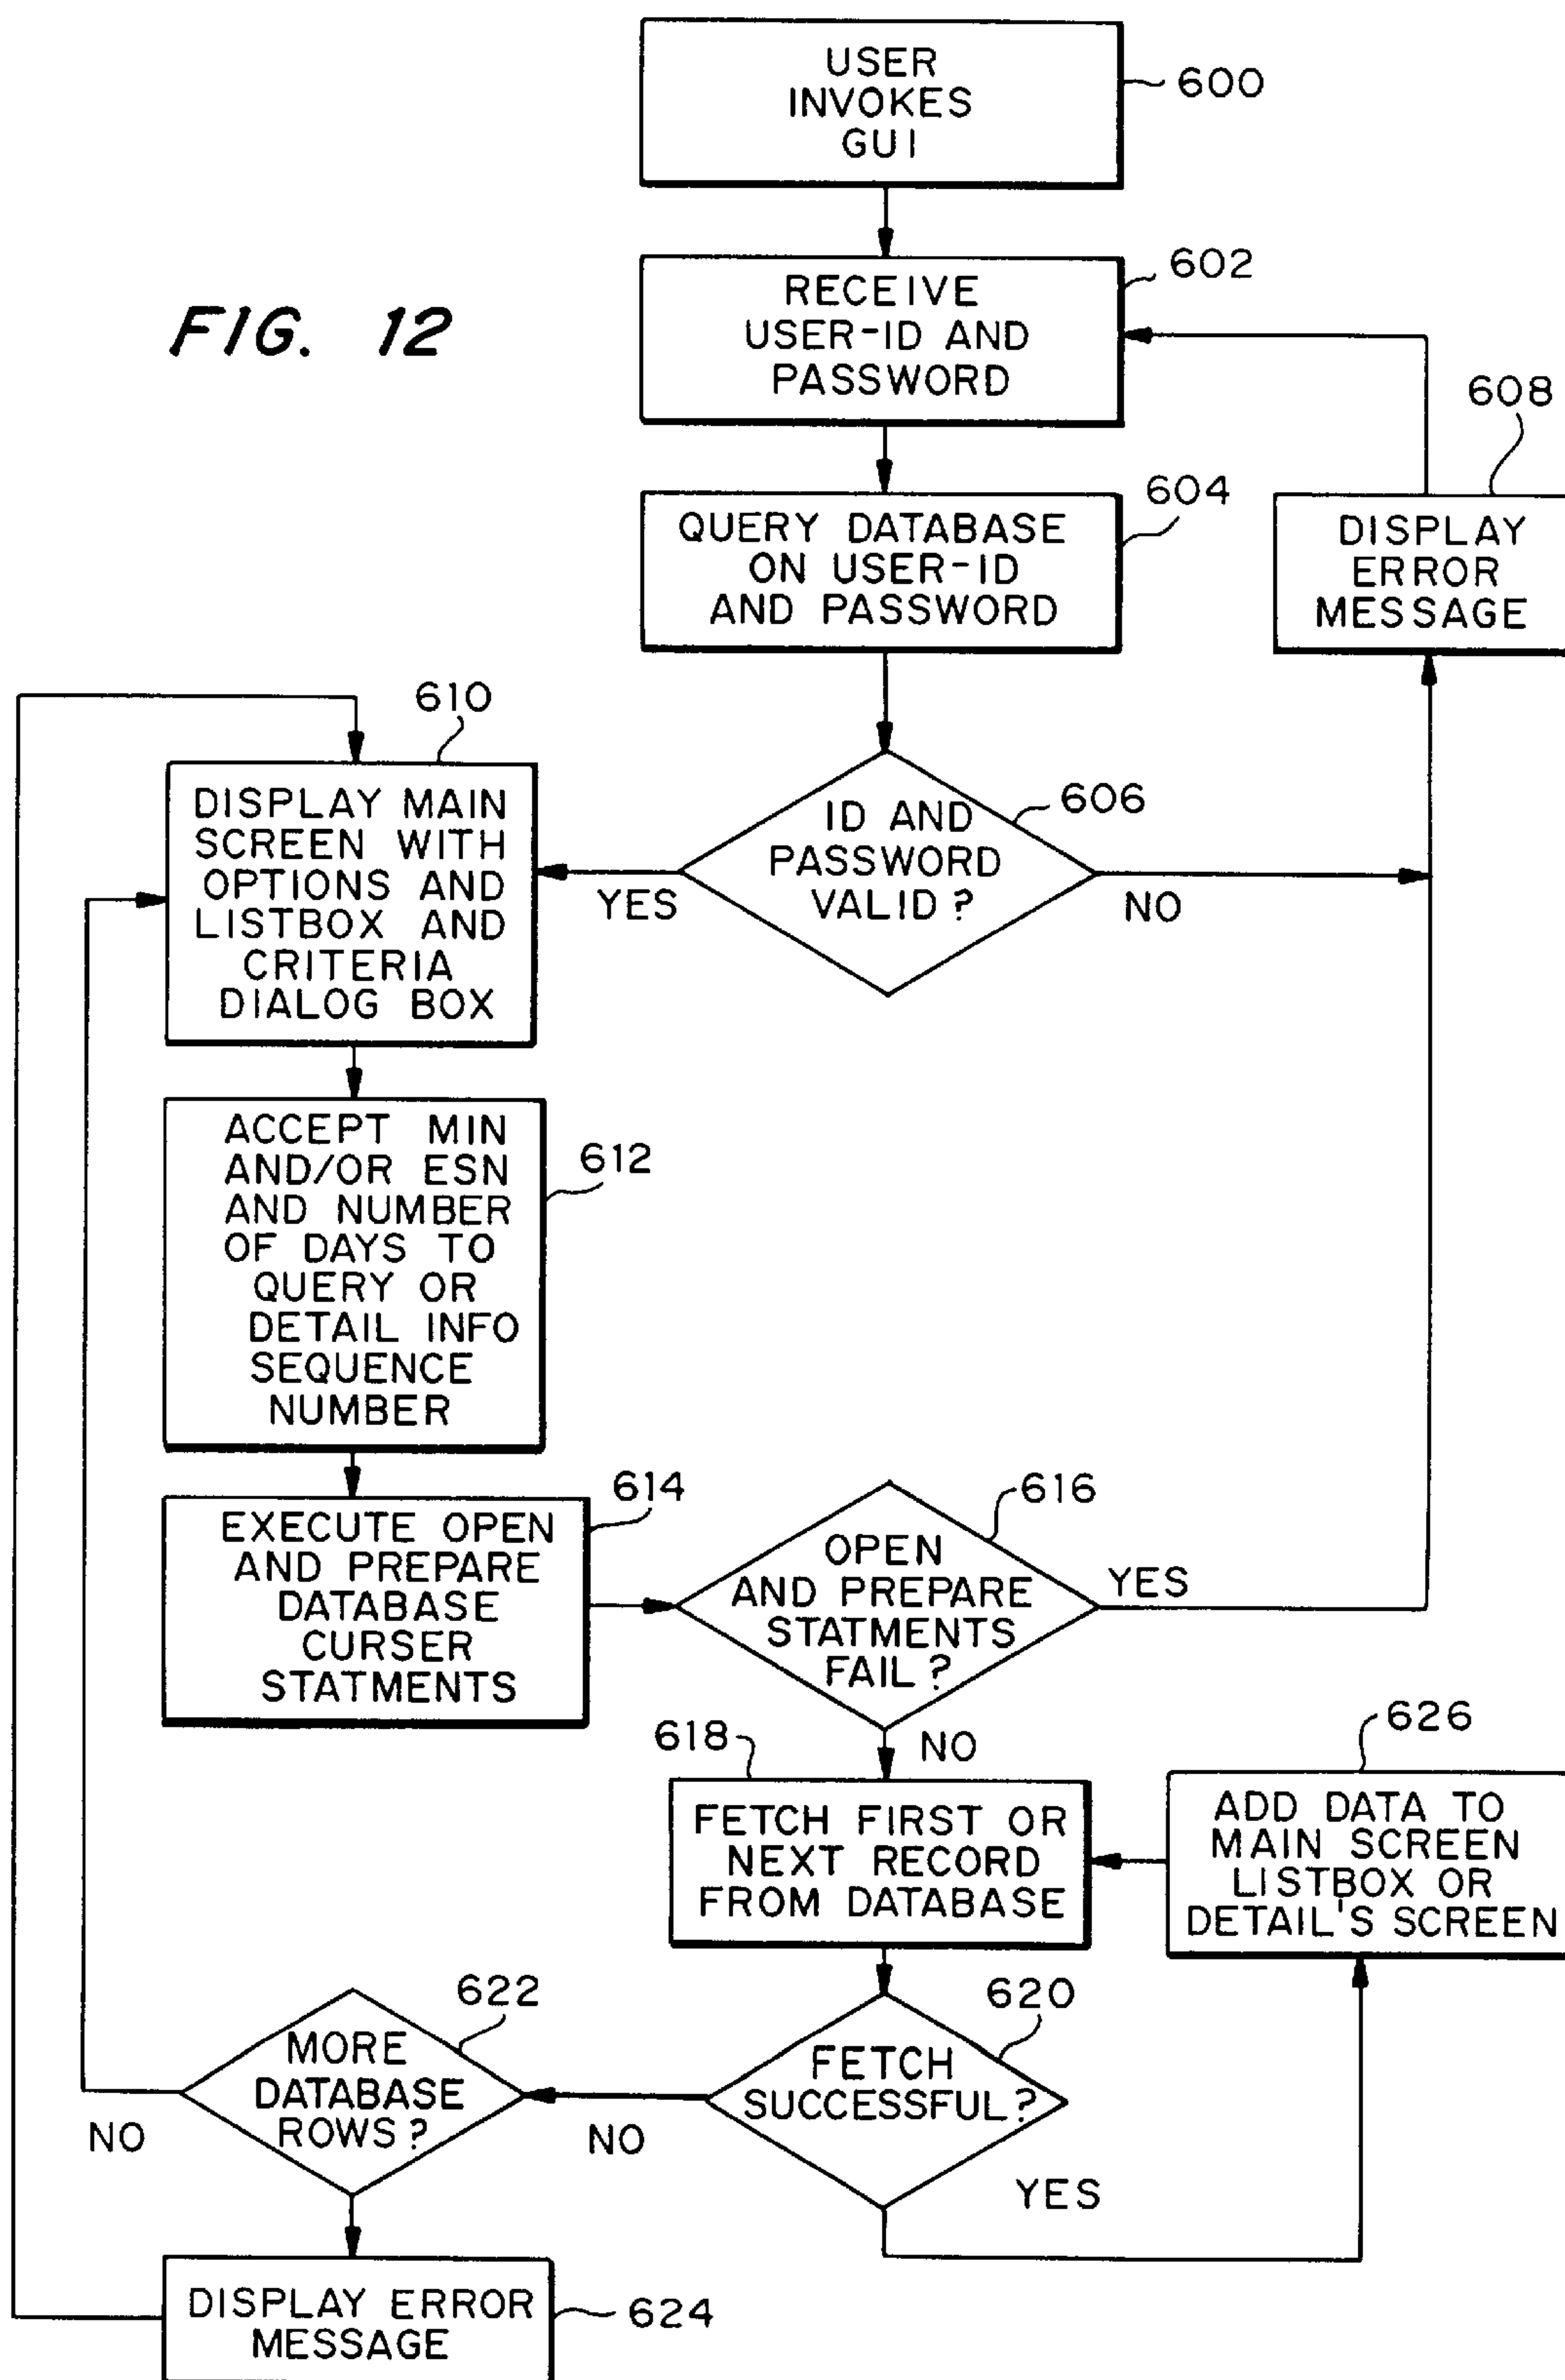 USER
INVOKES
GUI
600
FIG. 12
RECEIVE
USER-ID AND
PASSWORD
602
608
QUERY DATABASE
ON USER-ID
AND PASSWORD
604
DISPLAY
ERROR
MESSAGE
610
DISPLAY MAIN
SCREEN WITH
OPTIONS AND
LISTBOX AND
CRITERIA
DIALOG BOX
ID AND
PASSWORD
VALID?
606
YES
NO
ACCEPT MIN
AND/OR ESN
AND NUMBER
OF DAYS TO
QUERY OR
DETAIL INFO
SEQUENCE
NUMBER
612
EXECUTE OPEN
AND PREPARE
DATABASE
CURSER
STATMENTS
614
OPEN
AND PREPARE
STATMENTS
FAIL?
616
YES
NO
618
FETCH FIRST OR
NEXT RECORD
FROM DATABASE
626
ADD DATA TO
MAIN SCREEN
LISTBOX OR
DETAIL'S SCREEN
622
MORE
DATABASE
ROWS?
NO
620
FETCH
SUCCESSFUL?
NO
YES
DISPLAY ERROR
MESSAGE
624